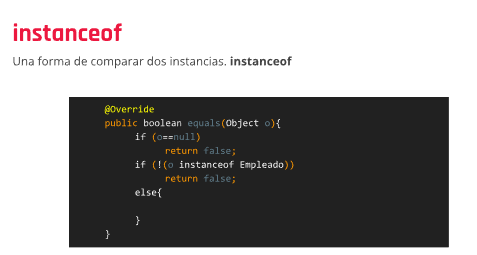 instanceof
Una forma de comparar dos instancias. instanceof
@Override
public boolean equals(Object o){
if (o==null)
return false;
if (!(o instanceof Empleado))
return false;
else{
}
}